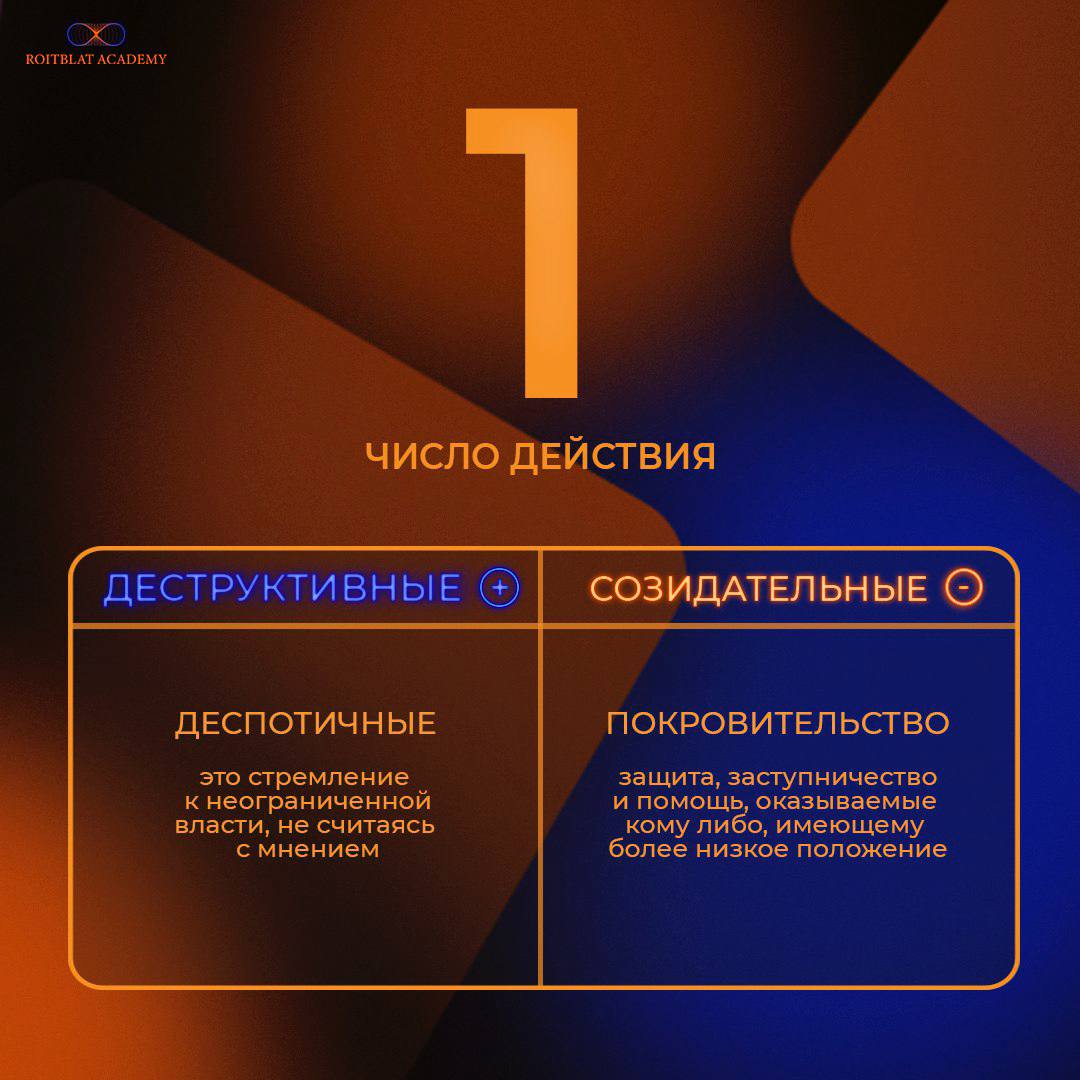 ROITBLAT ACADEMY
1
ЧИСЛО ДЕЙСТВИЯ
ДЕСТРУКТИВНЫЕ +
СОЗИДАТЕЛЬНЫЕ -
ДЕСПОТИЧНЫЕ
это стремление
к неограниченной
власти, не считаясь
с мнением
ПОКРОВИТЕЛЬСТВО
защита, заступничество
и помощь, оказываемые
кому либо, имеющему
более низкое положение